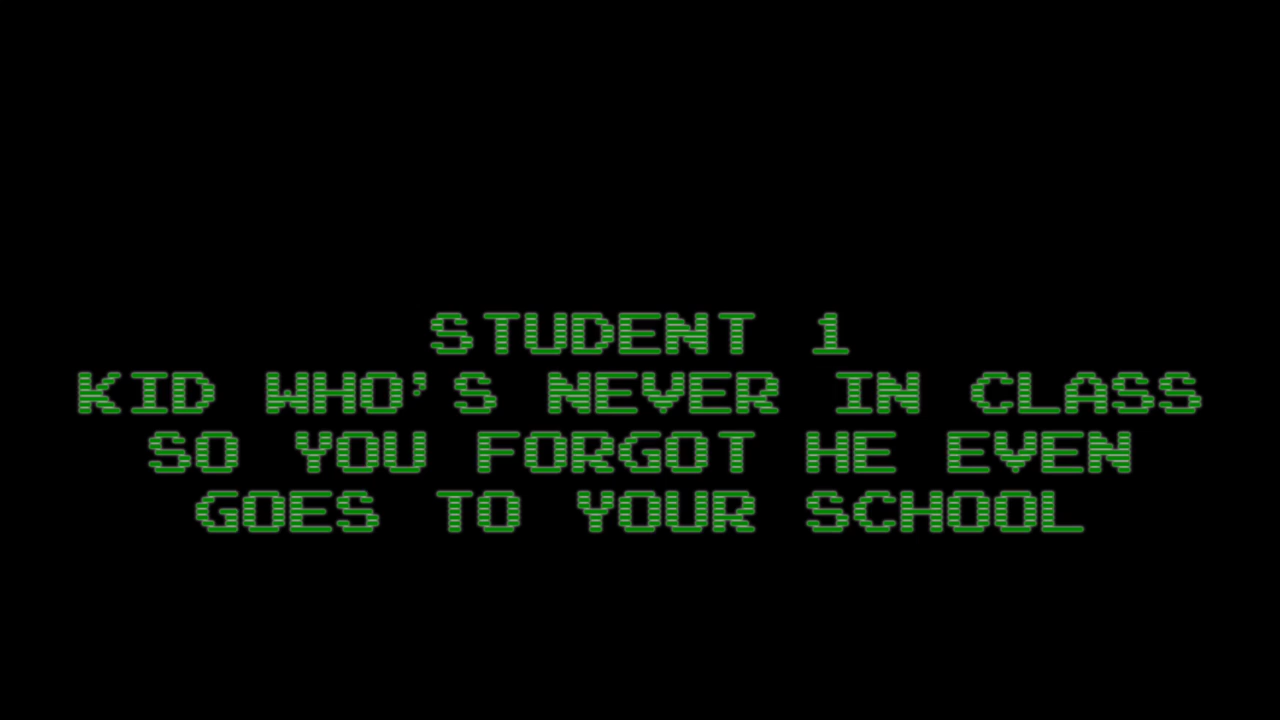 STUDENT 1
KID WHO'S NEVER IN CLASS
SO YOU FORGOT HE EVEN
GOES TO YOUR SCHOOL